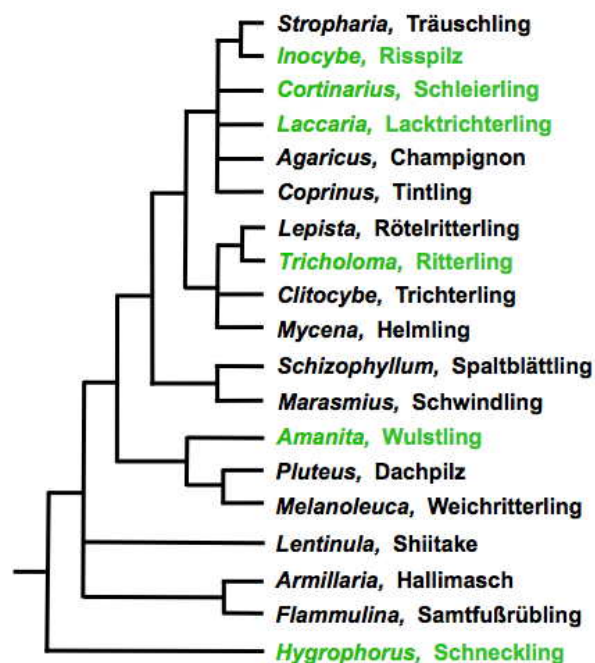 Stropharia, Träuschling
Inocybe, Risspilz
Cortinarius, Schleierling
Laccaria, Lacktrichterling
Agaricus, Champignon
Coprinus, Tintling
Lepista, Rötelritterling
Tricholoma, Ritterling
Clitocybe, Trichterling
Mycena, Helmling
Schizophyllum, Spaltblättling
Marasmius, Schwindling
Amanita, Wulstling
Pluteus, Dachpilz
Melanoleuca, Weichritterling
Lentinula, Shiitake
Armillaria, Hallimasch
Flammulina, Samtfußrübling
Hygrophorus, Schneckling